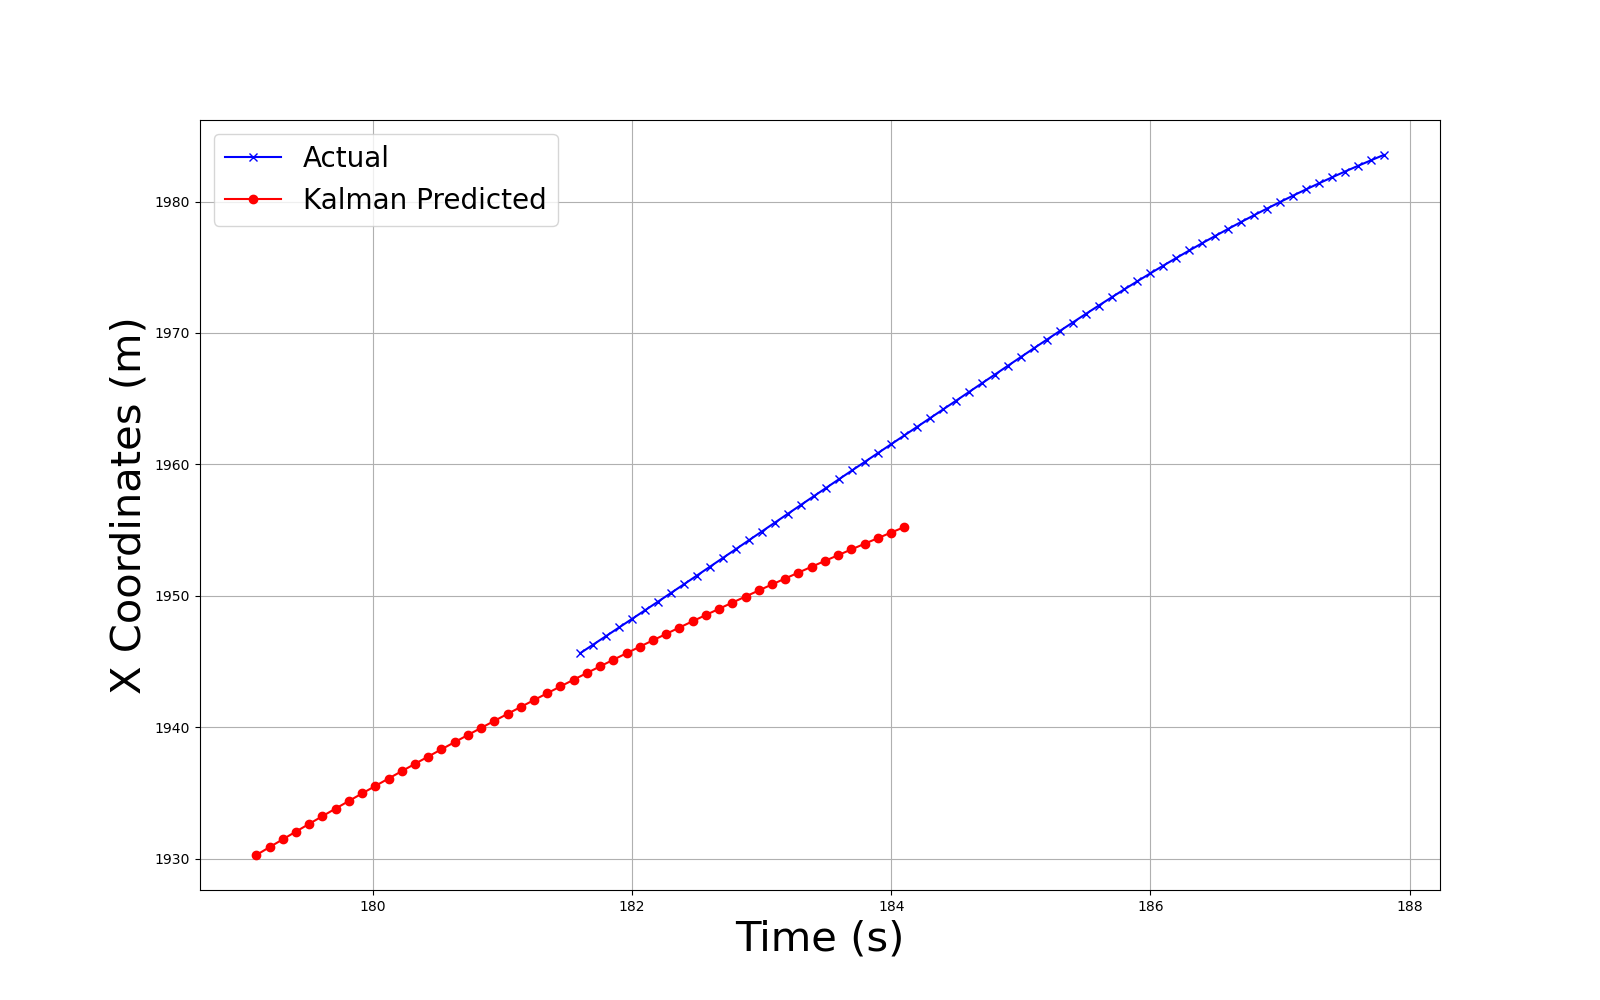 Actual
Kalman Predicted
1980
1970
1960
1950
1940
1930
X Coordinates (m)
180 182 184 186 188
Time (s)